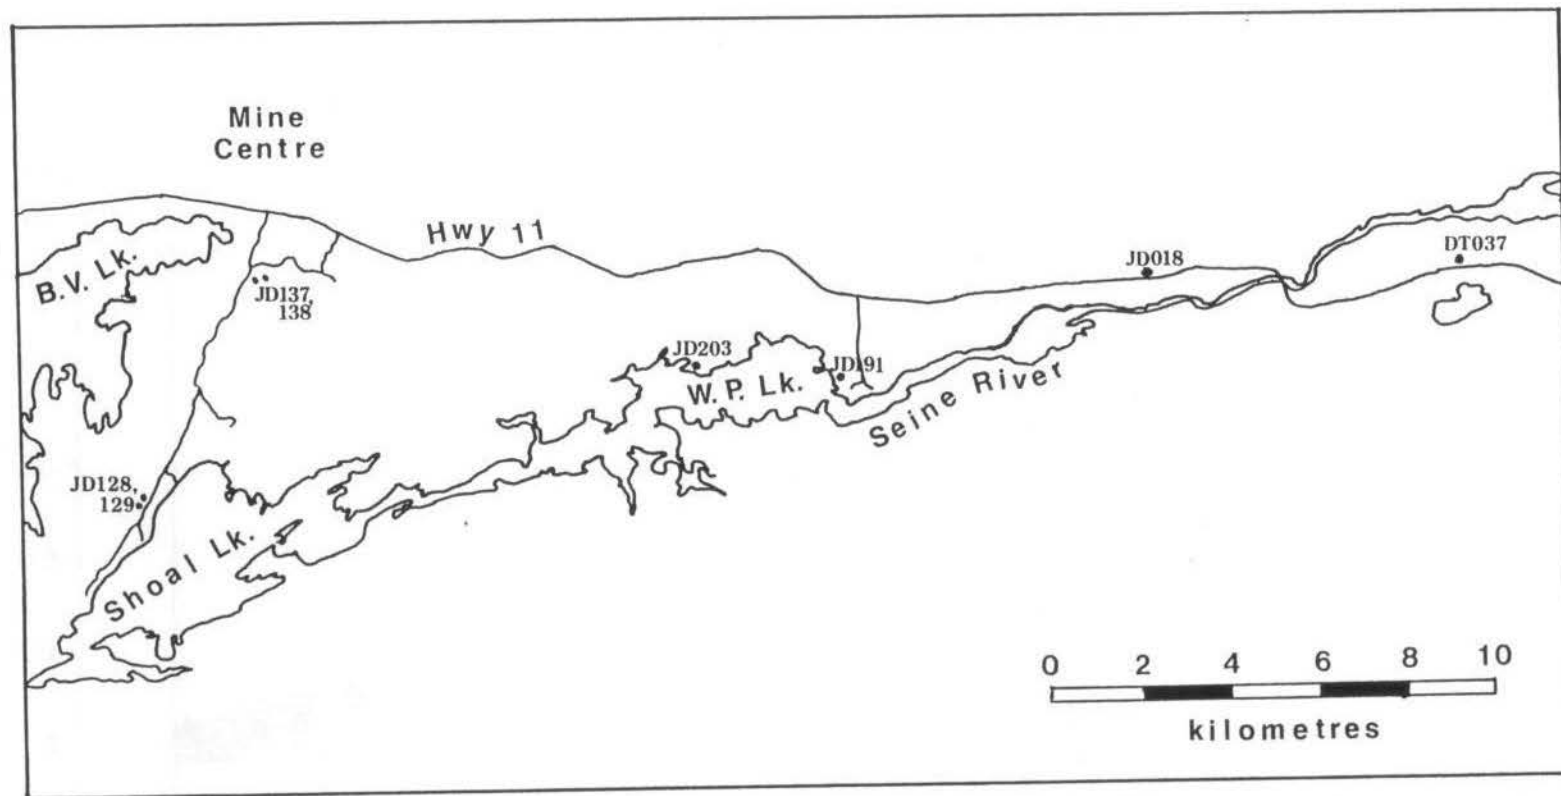 Mine
Centre
Hwy 11
B.V. Lk.
JD137,
138
JD018
DT037
JD203
JD191
W.P. Lk.
Seine River
JD128,
129
Shoal Lk.
0 2 4 6 8 10
kilometres